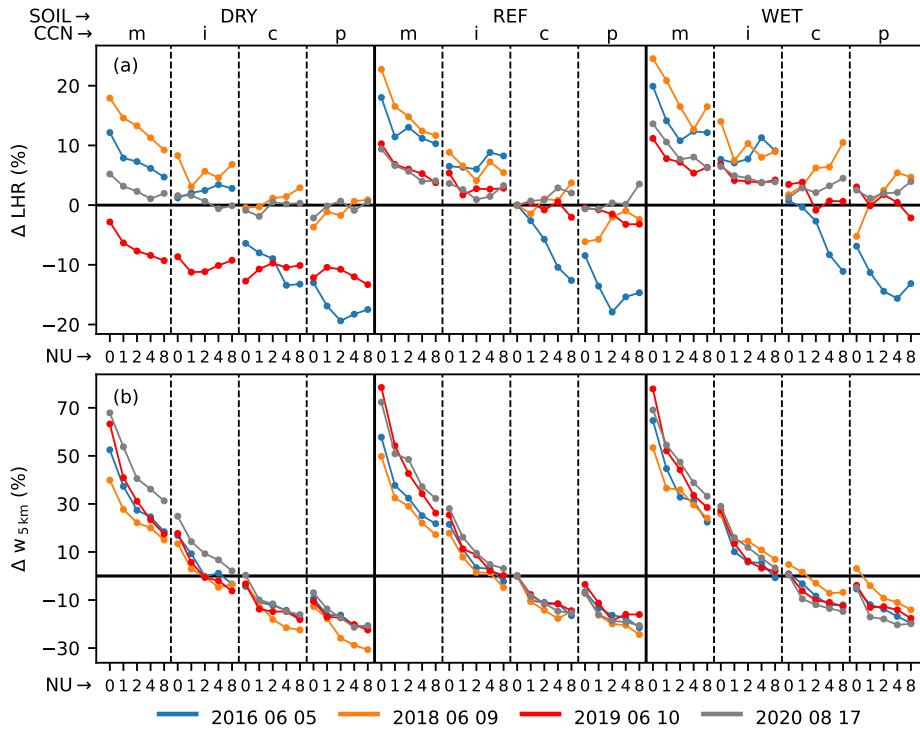 SOIL → DRY REF WET
CCN → m i c p m i c p m i c p
(a)
Δ LHR (%)
20
10
0
−10
−20
NU → 0 1 2 4 8 0 1 2 4 8 0 1 2 4 8 0 1 2 4 8 0 1 2 4 8 0 1 2 4 8 0 1 2 4 8 0 1 2 4 8 0 1 2 4 8 0 1 2 4 8 0 1 2 4 8 0 1 2 4 8
(b)
Δ w 5 km (%)
70
50
30
10
−10
−30
NU → 0 1 2 4 8 0 1 2 4 8 0 1 2 4 8 0 1 2 4 8 0 1 2 4 8 0 1 2 4 8 0 1 2 4 8 0 1 2 4 8 0 1 2 4 8 0 1 2 4 8 0 1 2 4 8 0 1 2 4 8
2016 06 05 2018 06 09 2019 06 10 2020 08 17